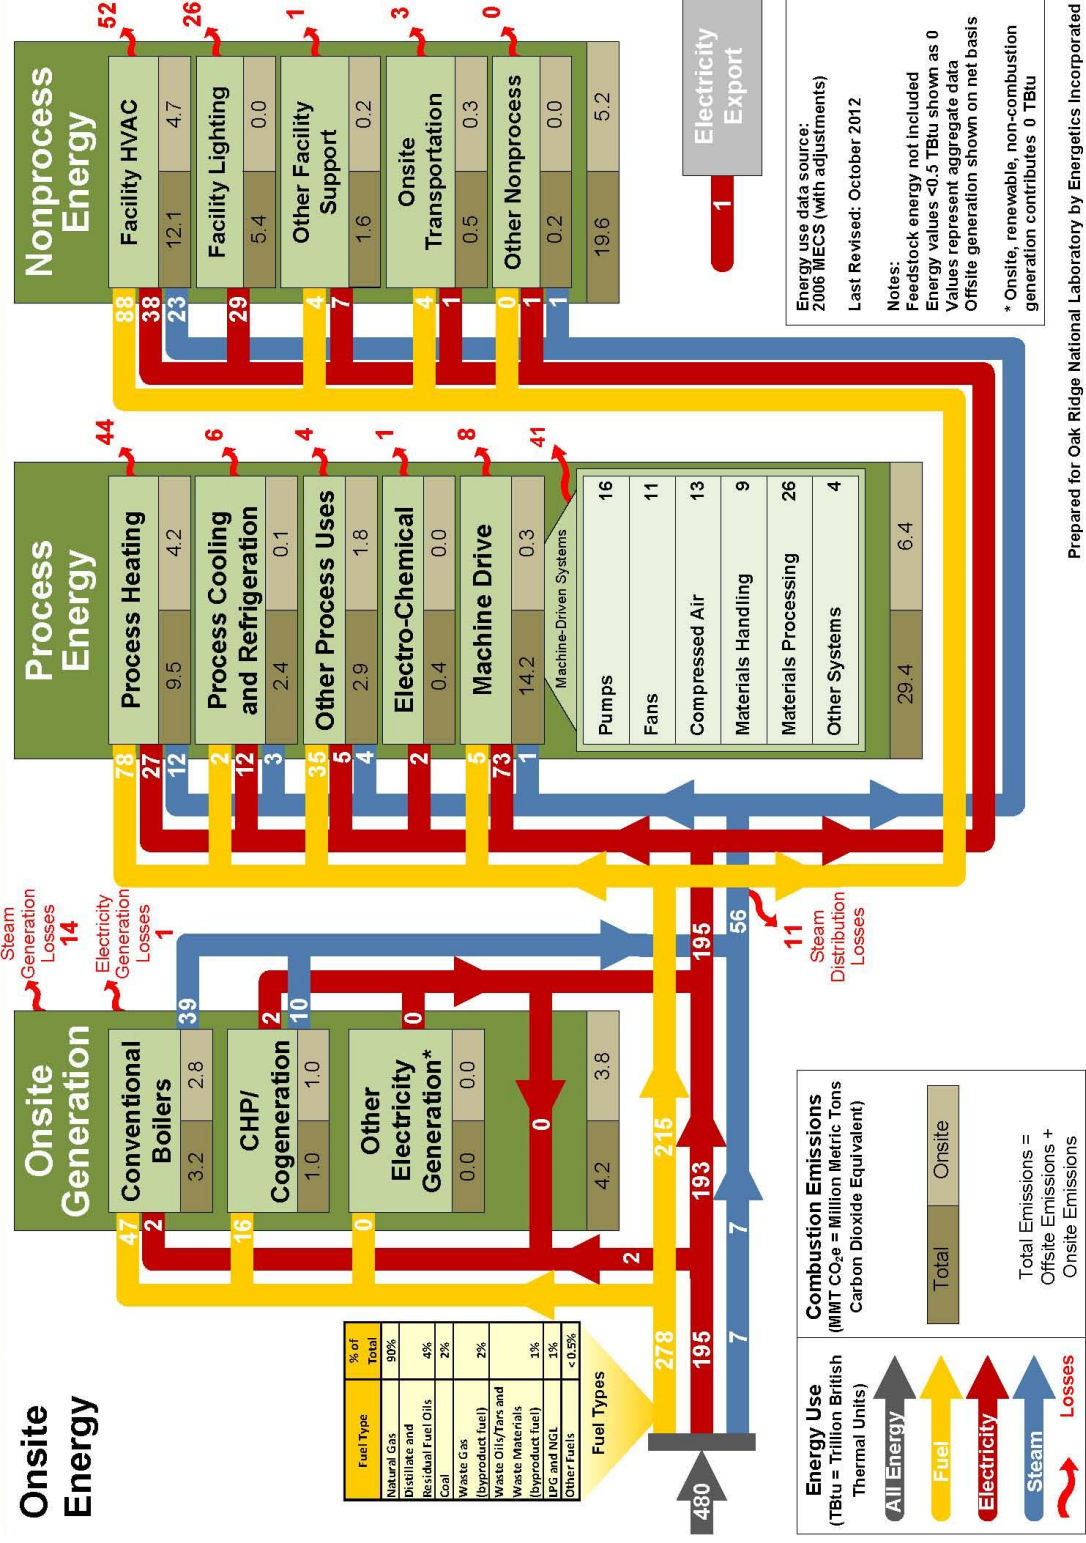 Onsite
Energy
Fuel Type
% of
Total
Natural Gas
90%
Distillate and
Residual Fuel Oils
4%
Coal
2%
Waste Gas
(byproduct fuel)
2%
Waste Oils/Tars and
Waste Materials
(byproduct fuel)
1%
LPG and NGL
1%
Other Fuels
<0.5%
Fuel Types
480
278
195
7
2
215
193
7
0
195
56
Onsite
Generation
47
2
Conventional
Boilers
3.2
2.8
39
16
CHP/
Cogeneration
1.0
1.0
2
10
0
Other
Electricity
Generation*
0.0
0.0
0
4.2
3.8
Steam
Generation
Losses
14
Electricity
Generation
Losses
1
11
Steam
Distribution
Losses
Process
Energy
78
27
12
Process Heating
9.5
4.2
44
2
12
3
Process Cooling
and Refrigeration
2.4
0.1
6
35
5
4
Other Process Uses
2.9
1.8
4
2
Electro-Chemical
0.4
0.0
1
5
73
1
Machine Drive
14.2
0.3
8
Machine-Driven Systems
41
Pumps
16
Fans
11
Compressed Air
13
Materials Handling
9
Materials Processing
26
Other Systems
4
29.4
6.4
Nonprocess
Energy
88
38
23
Facility HVAC
12.1
4.7
52
29
Facility Lighting
5.4
0.0
26
4
7
Other Facility
Support
1.6
0.2
1
4
1
Onsite
Transportation
0.5
0.3
3
0
1
1
Other Nonprocess
0.2
0.0
0
19.6
5.2
1
Electricity
Export
Energy Use
(TBtu = Trillion British
Thermal Units)
All Energy
Fuel
Electricity
Steam
Losses
Combustion Emissions
(MMT CO₂e = Million Metric Tons
Carbon Dioxide Equivalent)
Total
Onsite
Total Emissions =
Offsite Emissions +
Onsite Emissions
Energy use data source:
2006 MECS (with adjustments)
Last Revised: October 2012
Notes:
Feedstock energy not included
Energy values <0.5 TBtu shown as 0
Values represent aggregate data
Offsite generation shown on net basis
* Onsite, renewable, non-combustion
generation contributes 0 TBtu
Prepared for Oak Ridge National Laboratory by Energetics Incorporated